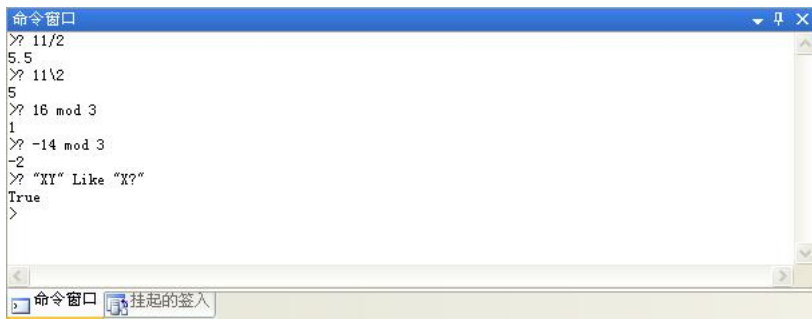 命令窗口
>? 11/2
5.5
>? 11\2
5
>? 16 mod 3
1
>? -14 mod 3
-2
>? "XY" Like "X?"
True
>
命令窗口 挂起的签入